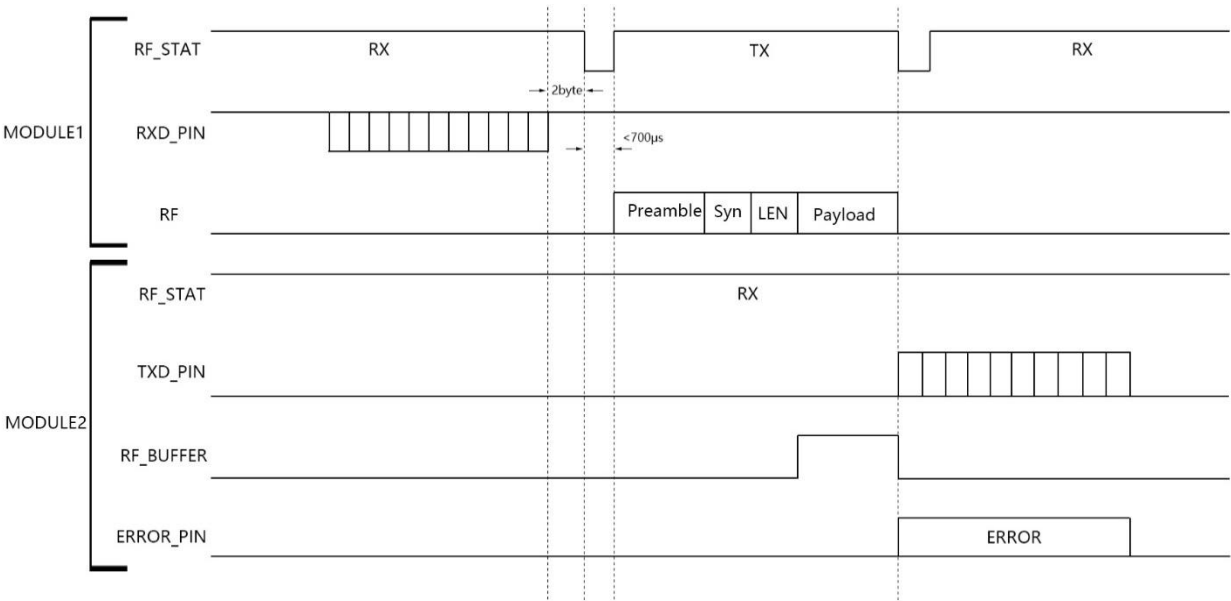 RF_STAT RX TX RX
2byte
MODULE1 RXD_PIN <700μs
RF Preamble Syn LEN Payload
RF_STAT RX
TXD_PIN
MODULE2
RF_BUFFER
ERROR_PIN ERROR